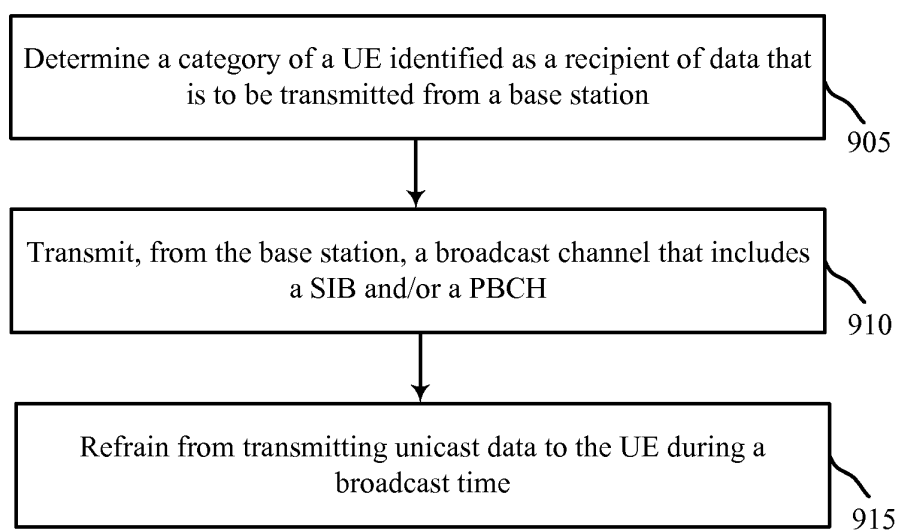 Determine a category of a UE identified as a recipient of data that
is to be transmitted from a base station
905
Transmit, from the base station, a broadcast channel that includes
a SIB and/or a PBCH
910
Refrain from transmitting unicast data to the UE during a
broadcast time
915